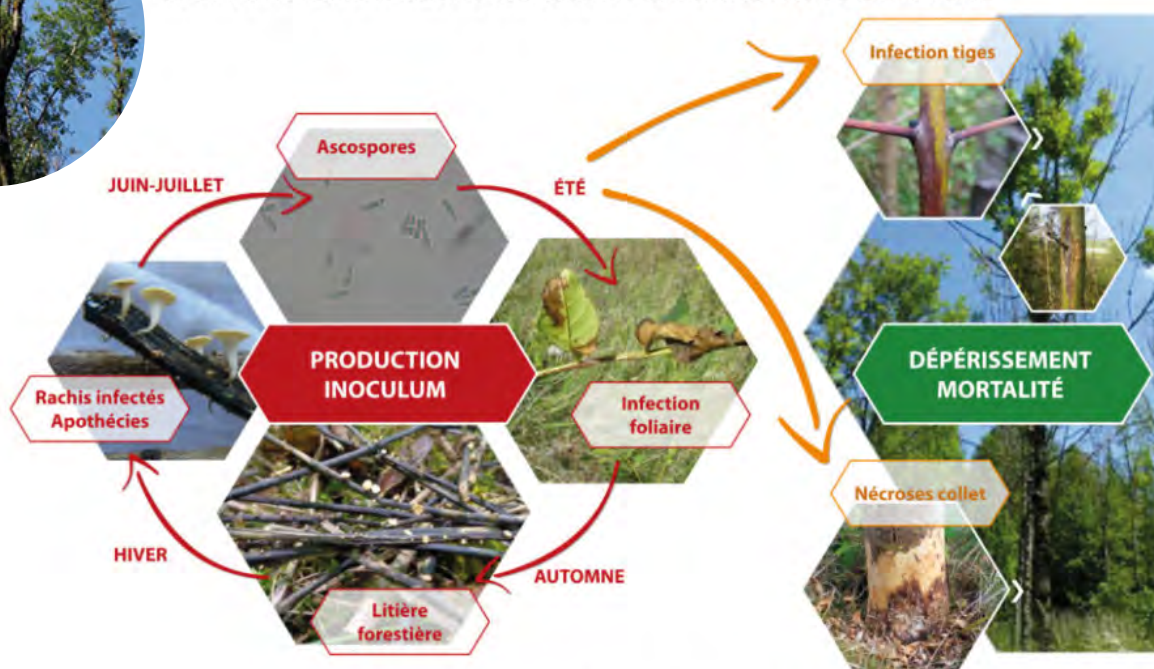 Infection tiges
Ascospores
JUIN-JUILLET
ÉTÉ
PRODUCTION
INOCULUM
DÉPÉRISSEMENT
MORTALITÉ
Rachis infectés
Apothécies
Infection
foliaire
Nécroses collet
HIVER
AUTOMNE
Litière
forestière